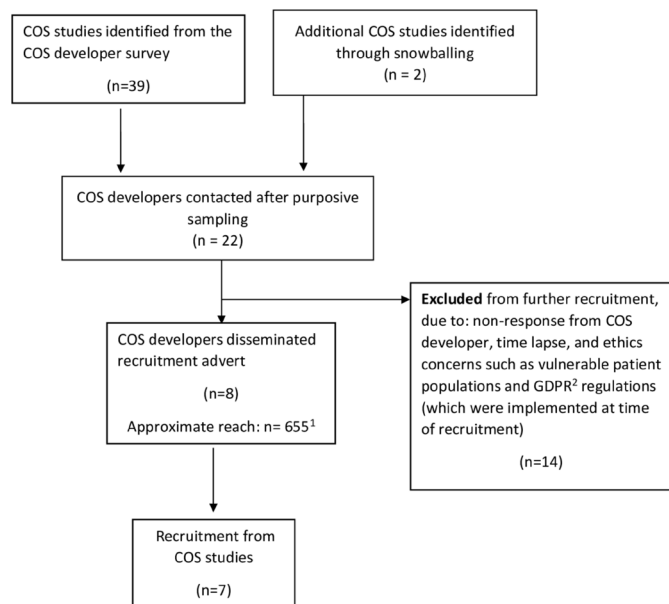 COS studies identified from the
COS developer survey
(n=39)
Additional COS studies identified
through snowballing
(n = 2)
COS developers contacted after purposive
sampling
(n = 22)
Excluded from further recruitment,
due to: non-response from COS
developer, time lapse, and ethics
concerns such as vulnerable patient
populations and GDPR² regulations
(which were implemented at time
of recruitment)
(n=14)
COS developers disseminated
recruitment advert
(n=8)
Approximate reach: n= 655¹
Recruitment from
COS studies
(n=7)